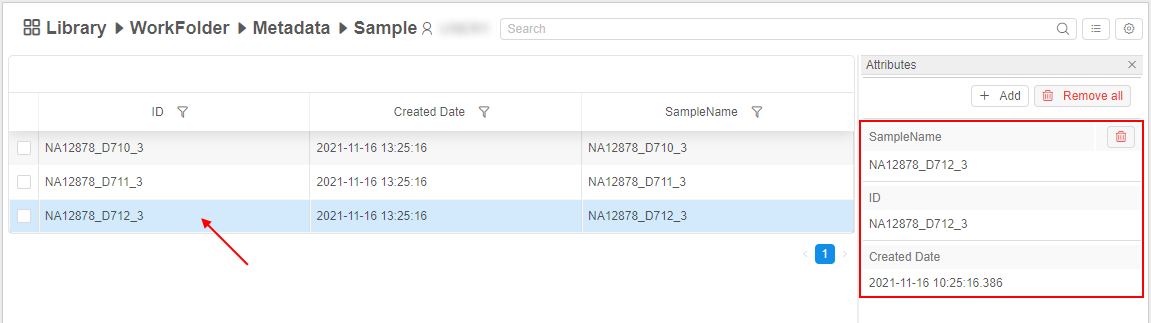 Library WorkFolder Metadata Sample
Search
Attributes
Add Remove all
ID Created Date SampleName
NA12878_D710_3 2021-11-16 13:25:16 NA12878_D710_3
NA12878_D711_3 2021-11-16 13:25:16 NA12878_D711_3
NA12878_D712_3 2021-11-16 13:25:16 NA12878_D712_3
1
SampleName
NA12878_D712_3
ID
NA12878_D712_3
Created Date
2021-11-16 10:25:16.386